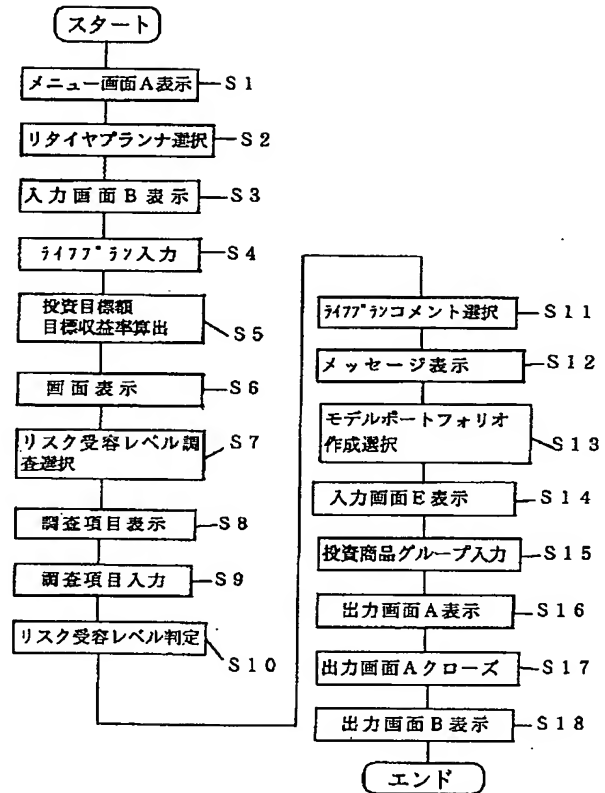 スタート
メニュー画面A表示
S1
リタイヤプランナ選択
S2
入力画面B表示
S3
ﾗｲﾌﾌﾟﾗﾝ入力
S4
投資目標額
目標収益率算出
S5
画面表示
S6
リスク受容レベル調
査選択
S7
調査項目表示
S8
調査項目入力
S9
リスク受容レベル判定
S10
ﾗｲﾌﾌﾟﾗﾝコメント選択
S11
メッセージ表示
S12
モデルポートフォリオ
作成選択
S13
入力画面E表示
S14
投資商品グループ入力
S15
出力画面A表示
S16
出力画面Aクローズ
S17
出力画面B表示
S18
エンド